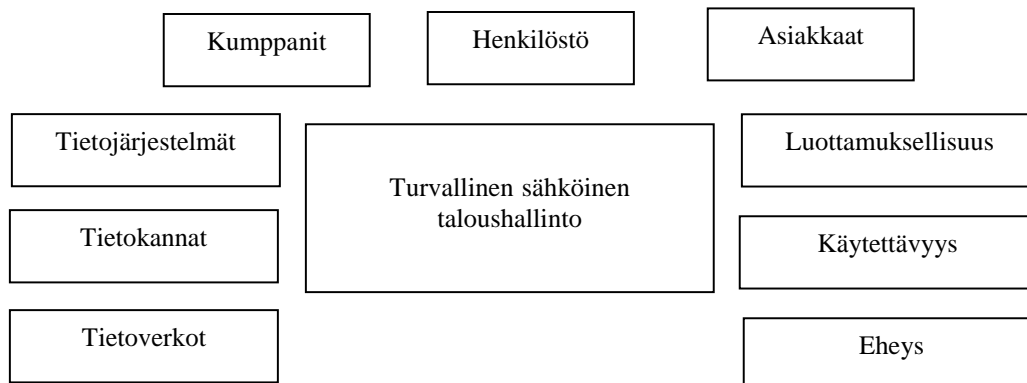 Kumppanit
Henkilöstö
Asiakkaat
Tietojärjestelmät
Luottamuksellisuus
Turvallinen sähköinen
taloushallinto
Tietokannat
Käytettävyys
Tietoverkot
Eheys